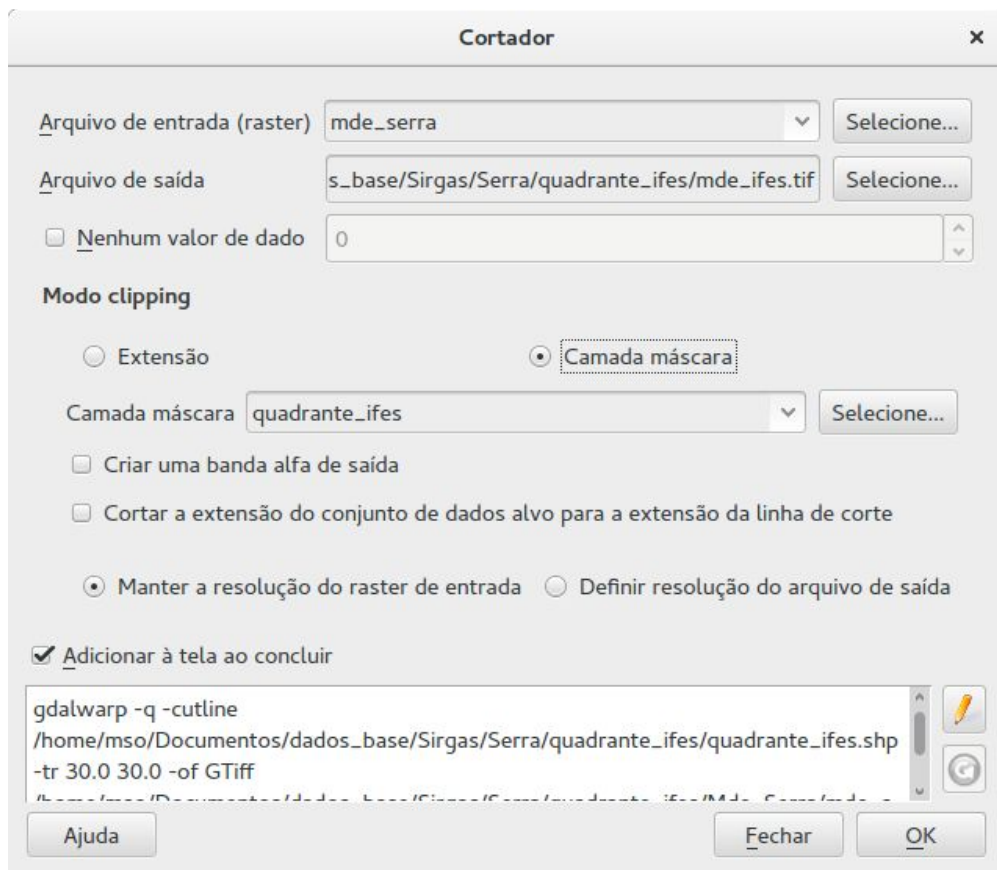 Cortador
Arquivo de entrada (raster) mde_serra Selecione...
Arquivo de saída s_base/Sirgas/Serra/quadrante_ifes/mde_ifes.tif Selecione...
Nenhum valor de dado 0
Modo clipping
Extensão Camada máscara
Camada máscara quadrante_ifes Selecione...
Criar uma banda alfa de saída
Cortar a extensão do conjunto de dados alvo para a extensão da linha de corte
Manter a resolução do raster de entrada Definir resolução do arquivo de saída
Adicionar à tela ao concluir
gdalwarp -q -cutline
/home/mso/Documentos/dados_base/Sirgas/Serra/quadrante_ifes/quadrante_ifes.shp
-tr 30.0 30.0 -of GTiff
Ajuda Fechar OK